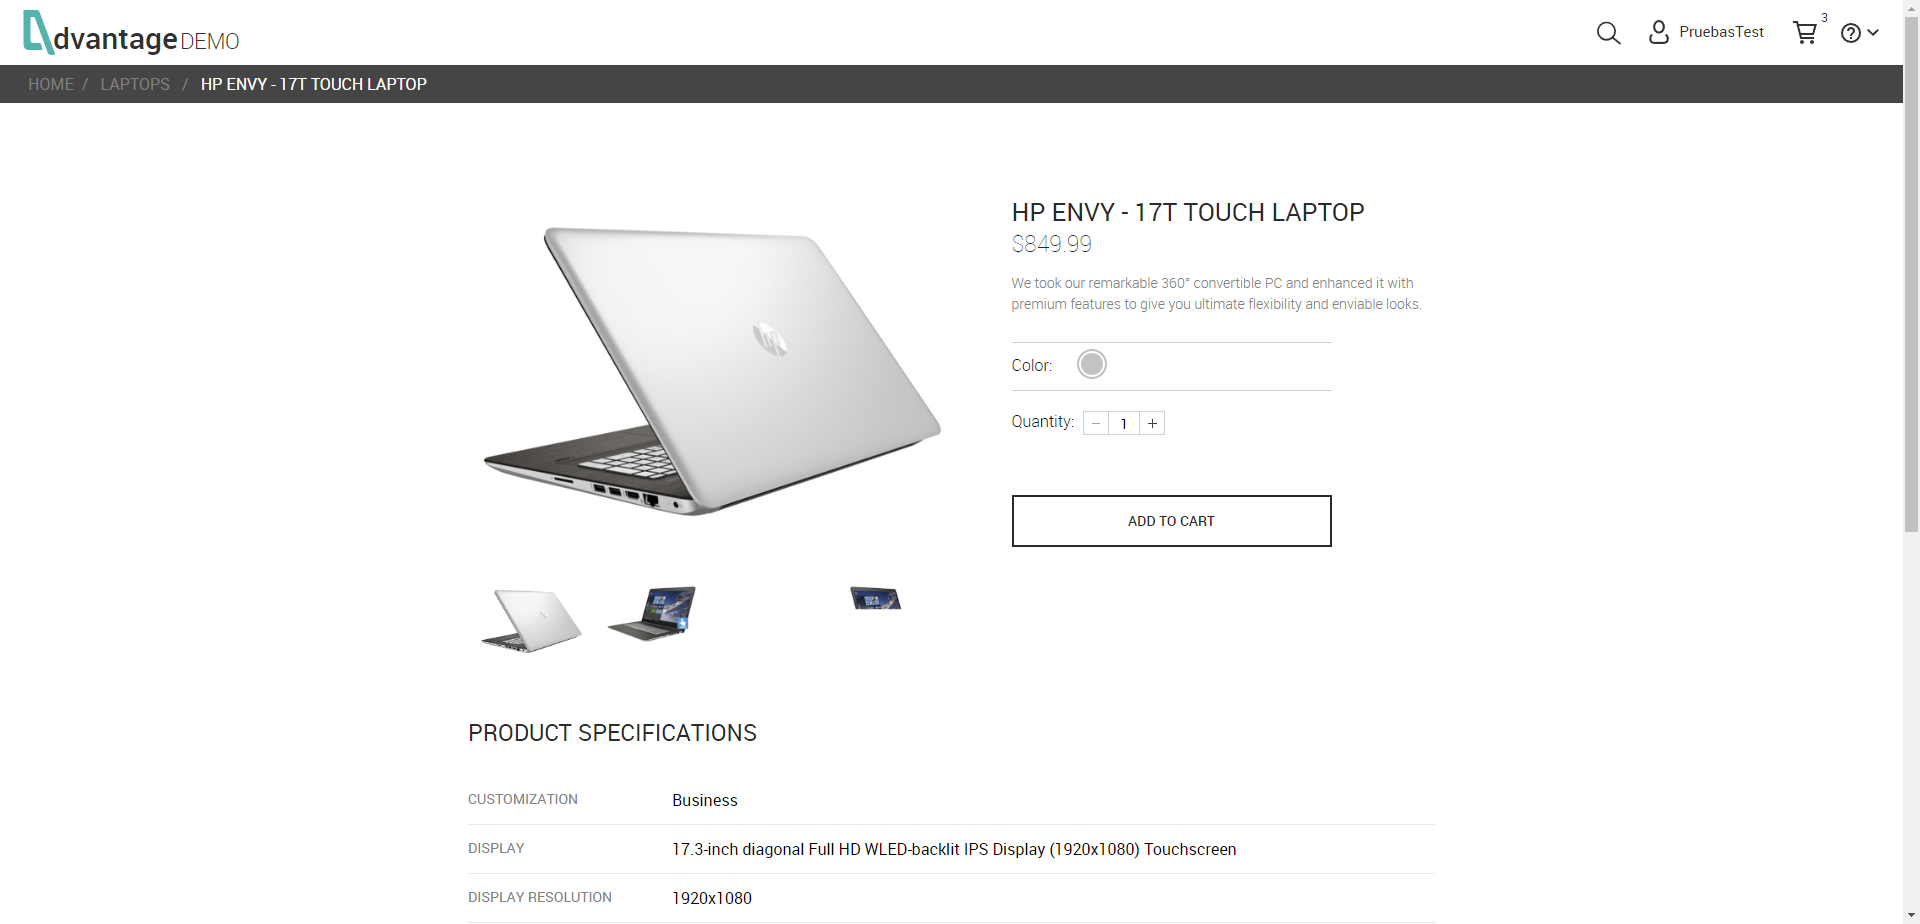 dvantage DEMO
PruebasTest
3
HOME / LAPTOPS / HP ENVY - 17T TOUCH LAPTOP
HP ENVY - 17T TOUCH LAPTOP
$849.99
We took our remarkable 360° convertible PC and enhanced it with
premium features to give you ultimate flexibility and enviable looks.
Color:
Quantity: − 1 +
ADD TO CART
PRODUCT SPECIFICATIONS
CUSTOMIZATION Business
DISPLAY 17.3-inch diagonal Full HD WLED-backlit IPS Display (1920x1080) Touchscreen
DISPLAY RESOLUTION 1920x1080